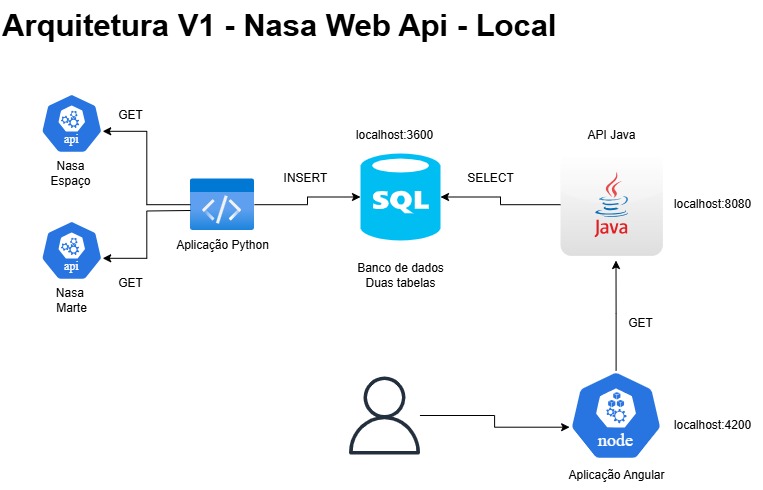 Arquitetura V1 - Nasa Web Api - Local
GET
api
Nasa
Espaço
localhost:3600
API Java
INSERT
SELECT
SQL
Java
localhost:8080
Aplicação Python
api
GET
Nasa
Marte
Banco de dados
Duas tabelas
GET
node
localhost:4200
Aplicação Angular